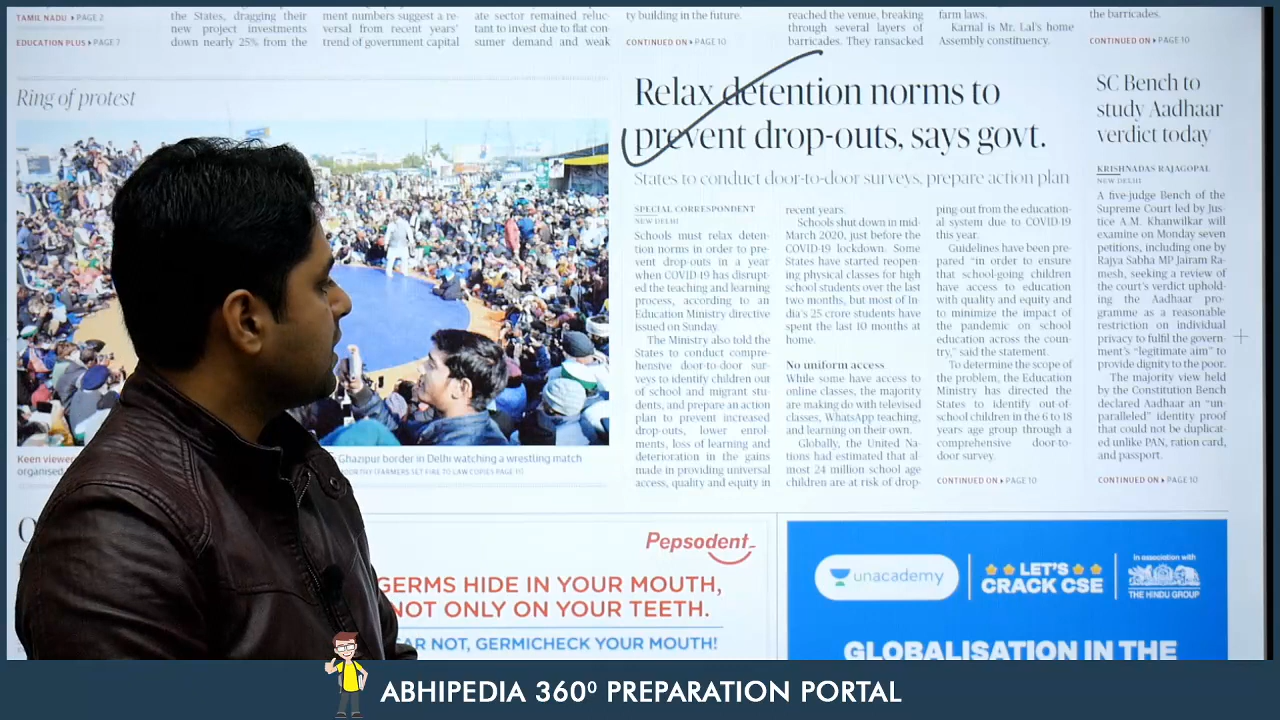 TAMIL NADU ▸ PAGE 2
EDUCATION PLUS ▸ PAGE 7
the States, dragging their
new project investments
down nearly 25% from the
ment numbers suggest a re-
versal from recent years'
trend of government capital
ate sector remained reluc-
tant to invest due to flat con-
sumer demand and weak
ty building in the future.
CONTINUED ON ▸ PAGE 10
reached the venue, breaking
through several layers of
barricades. They ransacked
farm laws.
Karnal is Mr. Lal's home
Assembly constituency.
the barricades.
CONTINUED ON ▸ PAGE 10
Ring of protest
Keen viewer
organised
Ghazipur border in Delhi watching a wrestling match
(FARMERS SET FIRE TO LAW COPIES PAGE 11)
Relax detention norms to
prevent drop-outs, says govt.
States to conduct door-to-door surveys, prepare action plan
SPECIAL CORRESPONDENT
NEW DELHI
Schools must relax deten-
tion norms in order to pre-
vent drop-outs in a year
when COVID-19 has disrupt-
ed the teaching and learning
process, according to an
Education Ministry directive
issued on Sunday.
The Ministry also told the
States to conduct compre-
hensive door-to-door sur-
veys to identify children out
of school and migrant stu-
dents, and prepare an action
plan to prevent increased
drop-outs, lower enrol-
ments, loss of learning and
deterioration in the gains
made in providing universal
access, quality and equity in
recent years.
Schools shut down in mid-
March 2020, just before the
COVID-19 lockdown. Some
States have started reopen-
ing physical classes for high
school students over the last
two months, but most of In-
dia's 25 crore students have
spent the last 10 months at
home.
No uniform access
While some have access to
online classes, the majority
are making do with televised
classes, WhatsApp teaching,
and learning on their own.
Globally, the United Na-
tions had estimated that al-
most 24 million school age
children are at risk of drop-
ping out from the education-
al system due to COVID-19
this year.
Guidelines have been pre-
pared "in order to ensure
that school-going children
have access to education
with quality and equity and
to minimize the impact of
the pandemic on school
education across the coun-
try," said the statement.
To determine the scope of
the problem, the Education
Ministry has directed the
States to identify out-of-
school children in the 6 to 18
years age group through a
comprehensive door-to-
door survey.
CONTINUED ON ▸ PAGE 10
SC Bench to
study Aadhaar
verdict today
KRISHNADAS RAJAGOPAL
NEW DELHI
A five-judge Bench of the
Supreme Court led by Jus-
tice A.M. Khanwilkar will
examine on Monday seven
petitions, including one by
Rajya Sabha MP Jairam Ra-
mesh, seeking a review of
the court's verdict uphold-
ing the Aadhaar pro-
gramme as a reasonable
restriction on individual
privacy to fulfil the govern-
ment's "legitimate aim" to
provide dignity to the poor.
The majority view held
by the Constitution Bench
declared Aadhaar an "un-
paralleled" identity proof
that could not be duplicat-
ed unlike PAN, ration card,
and passport.
CONTINUED ON ▸ PAGE 10
Pepsodent
GERMS HIDE IN YOUR MOUTH,
NOT ONLY ON YOUR TEETH.
AR NOT, GERMICHECK YOUR MOUTH!
unacademy
LET'S
CRACK CSE
In association with
THE HINDU GROUP
GLOBALISATION IN THE
ABHIPEDIA 360⁰ PREPARATION PORTAL